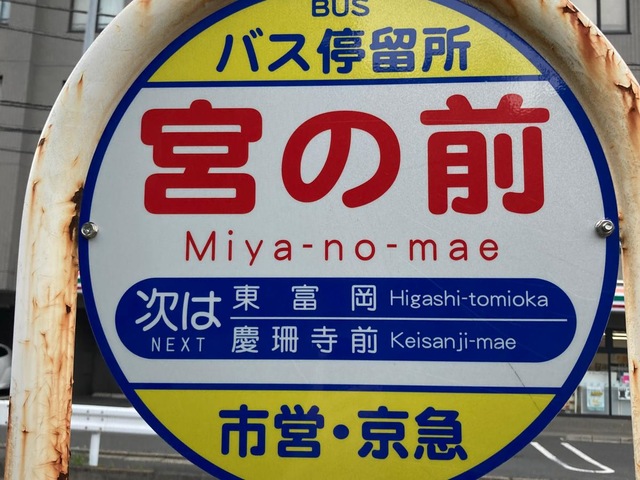 BUS
バス停留所
宮の前
Miya-no-mae
次は
NEXT
東富岡 Higashi-tomioka
慶珊寺前 Keisanji-mae
市営・京急